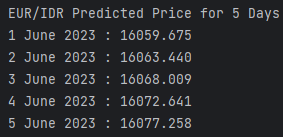 EUR/IDR Predicted Price for 5 Days
1 June 2023 : 16059.675
2 June 2023 : 16063.440
3 June 2023 : 16068.009
4 June 2023 : 16072.641
5 June 2023 : 16077.258